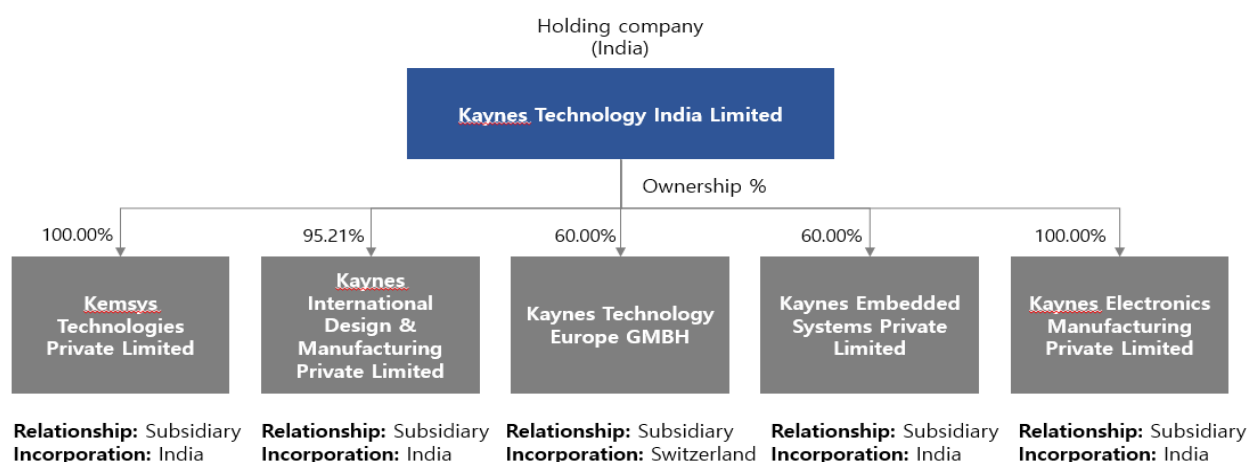 Holding company
(India)
Kaynes Technology India Limited
Ownership %
100.00%
95.21%
60.00%
60.00%
100.00%
Kemsys
Technologies
Private Limited
Kaynes
International
Design &
Manufacturing
Private Limited
Kaynes Technology
Europe GMBH
Kaynes Embedded
Systems Private
Limited
Kaynes Electronics
Manufacturing
Private Limited
Relationship: Subsidiary
Incorporation: India
Relationship: Subsidiary
Incorporation: India
Relationship: Subsidiary
Incorporation: Switzerland
Relationship: Subsidiary
Incorporation: India
Relationship: Subsidiary
Incorporation: India